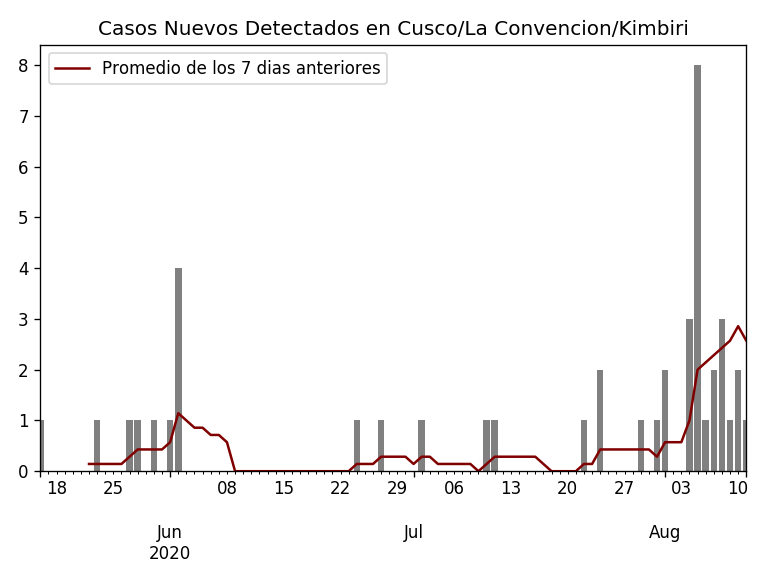 Casos Nuevos Detectados en Cusco/La Convencion/Kimbiri
Promedio de los 7 dias anteriores
8
7
6
5
4
3
2
1
0
18 25 08 15 22 29 06 13 20 27 03 10
Jun Jul Aug
2020